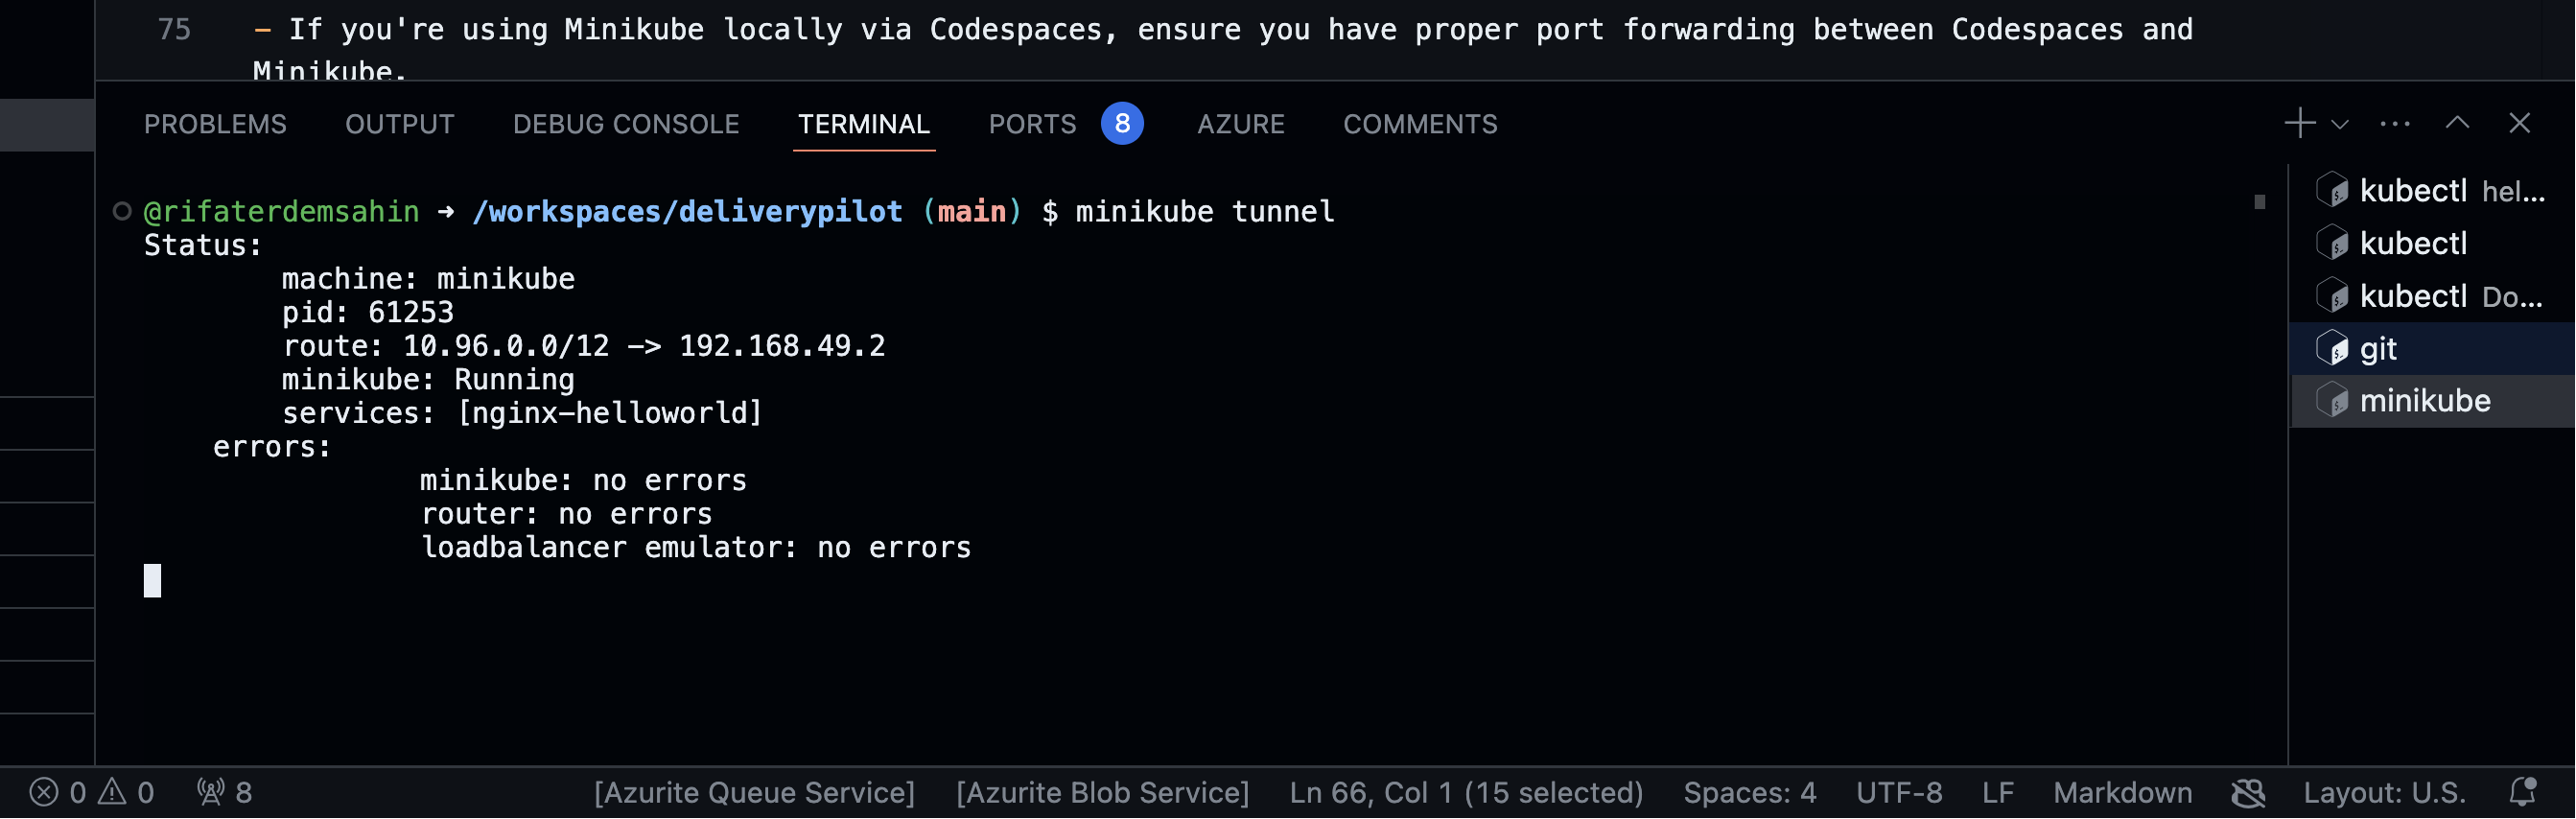 75 - If you're using Minikube locally via Codespaces, ensure you have proper port forwarding between Codespaces and
Minikube.
PROBLEMS OUTPUT DEBUG CONSOLE TERMINAL PORTS 8 AZURE COMMENTS
@rifaterdemsahin ➜ /workspaces/deliverypilot (main) $ minikube tunnel
Status:
machine: minikube
pid: 61253
route: 10.96.0.0/12 -> 192.168.49.2
minikube: Running
services: [nginx-helloworld]
errors:
minikube: no errors
router: no errors
loadbalancer emulator: no errors
kubectl hel...
kubectl
kubectl Do...
git
minikube
0 0 8 [Azurite Queue Service] [Azurite Blob Service] Ln 66, Col 1 (15 selected) Spaces: 4 UTF-8 LF Markdown Layout: U.S.